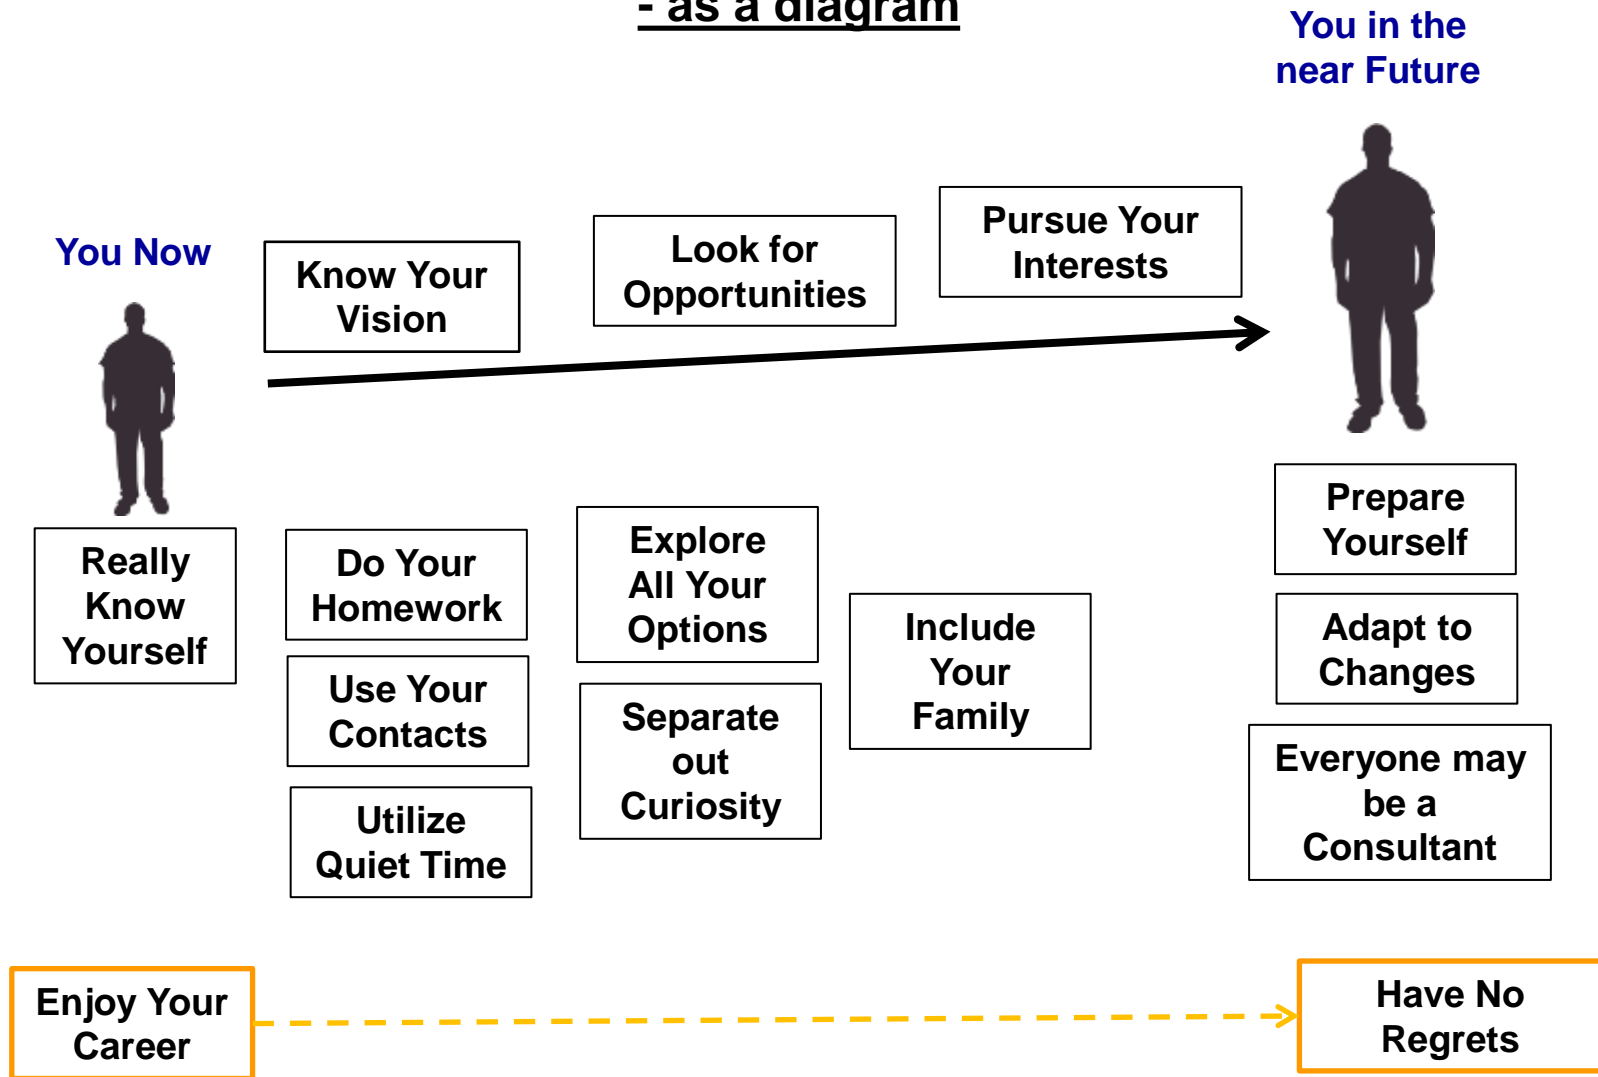 - as a diagram
You in the
near Future
You Now
Know Your
Vision
Look for
Opportunities
Pursue Your
Interests
Really
Know
Yourself
Do Your
Homework
Use Your
Contacts
Utilize
Quiet Time
Explore
All Your
Options
Separate
out
Curiosity
Include
Your
Family
Prepare
Yourself
Adapt to
Changes
Everyone may
be a
Consultant
Enjoy Your
Career
Have No
Regrets